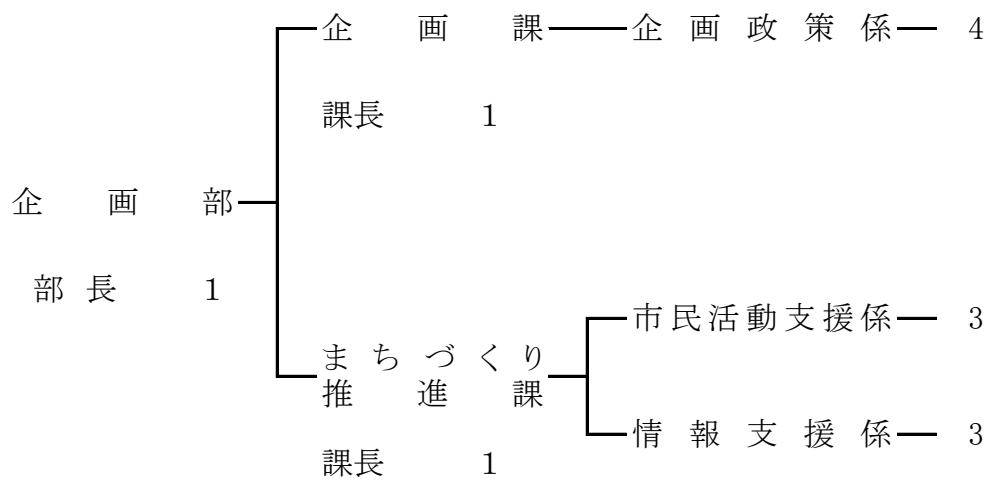 企画課 企画政策係 4
課長 1
企画部
部長 1
市民活動支援係 3
まちづくり
推進課
情報支援係 3
課長 1